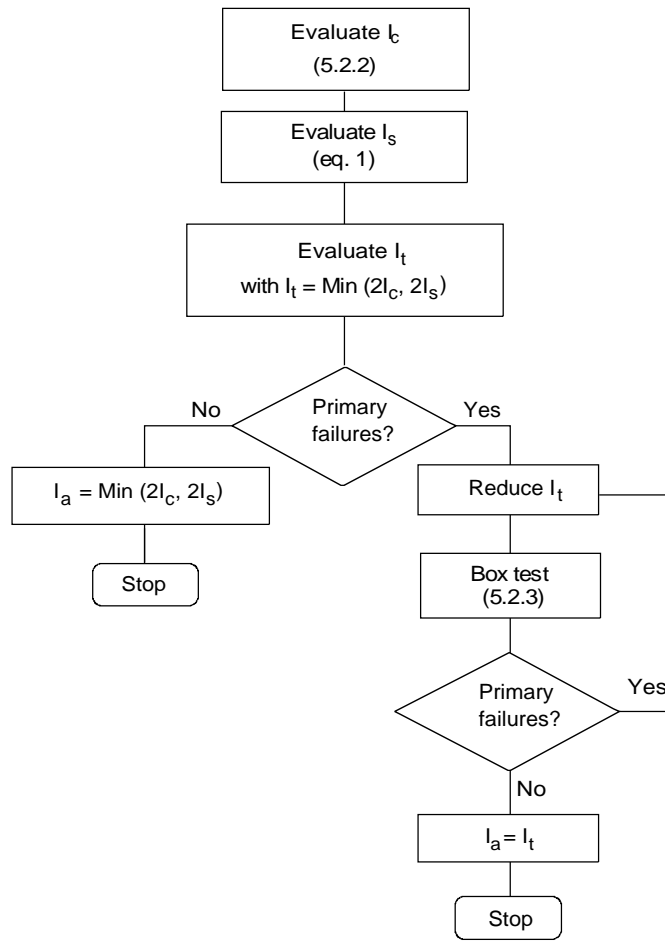 Evaluate Ic
(5.2.2)
Evaluate Is
(eq. 1)
Evaluate It
with It = Min (2Ic, 2Is)
No
Primary
failures?
Yes
Ia = Min (2Ic, 2Is)
Stop
Reduce It
Box test
(5.2.3)
Primary
failures?
Yes
No
Ia = It
Stop